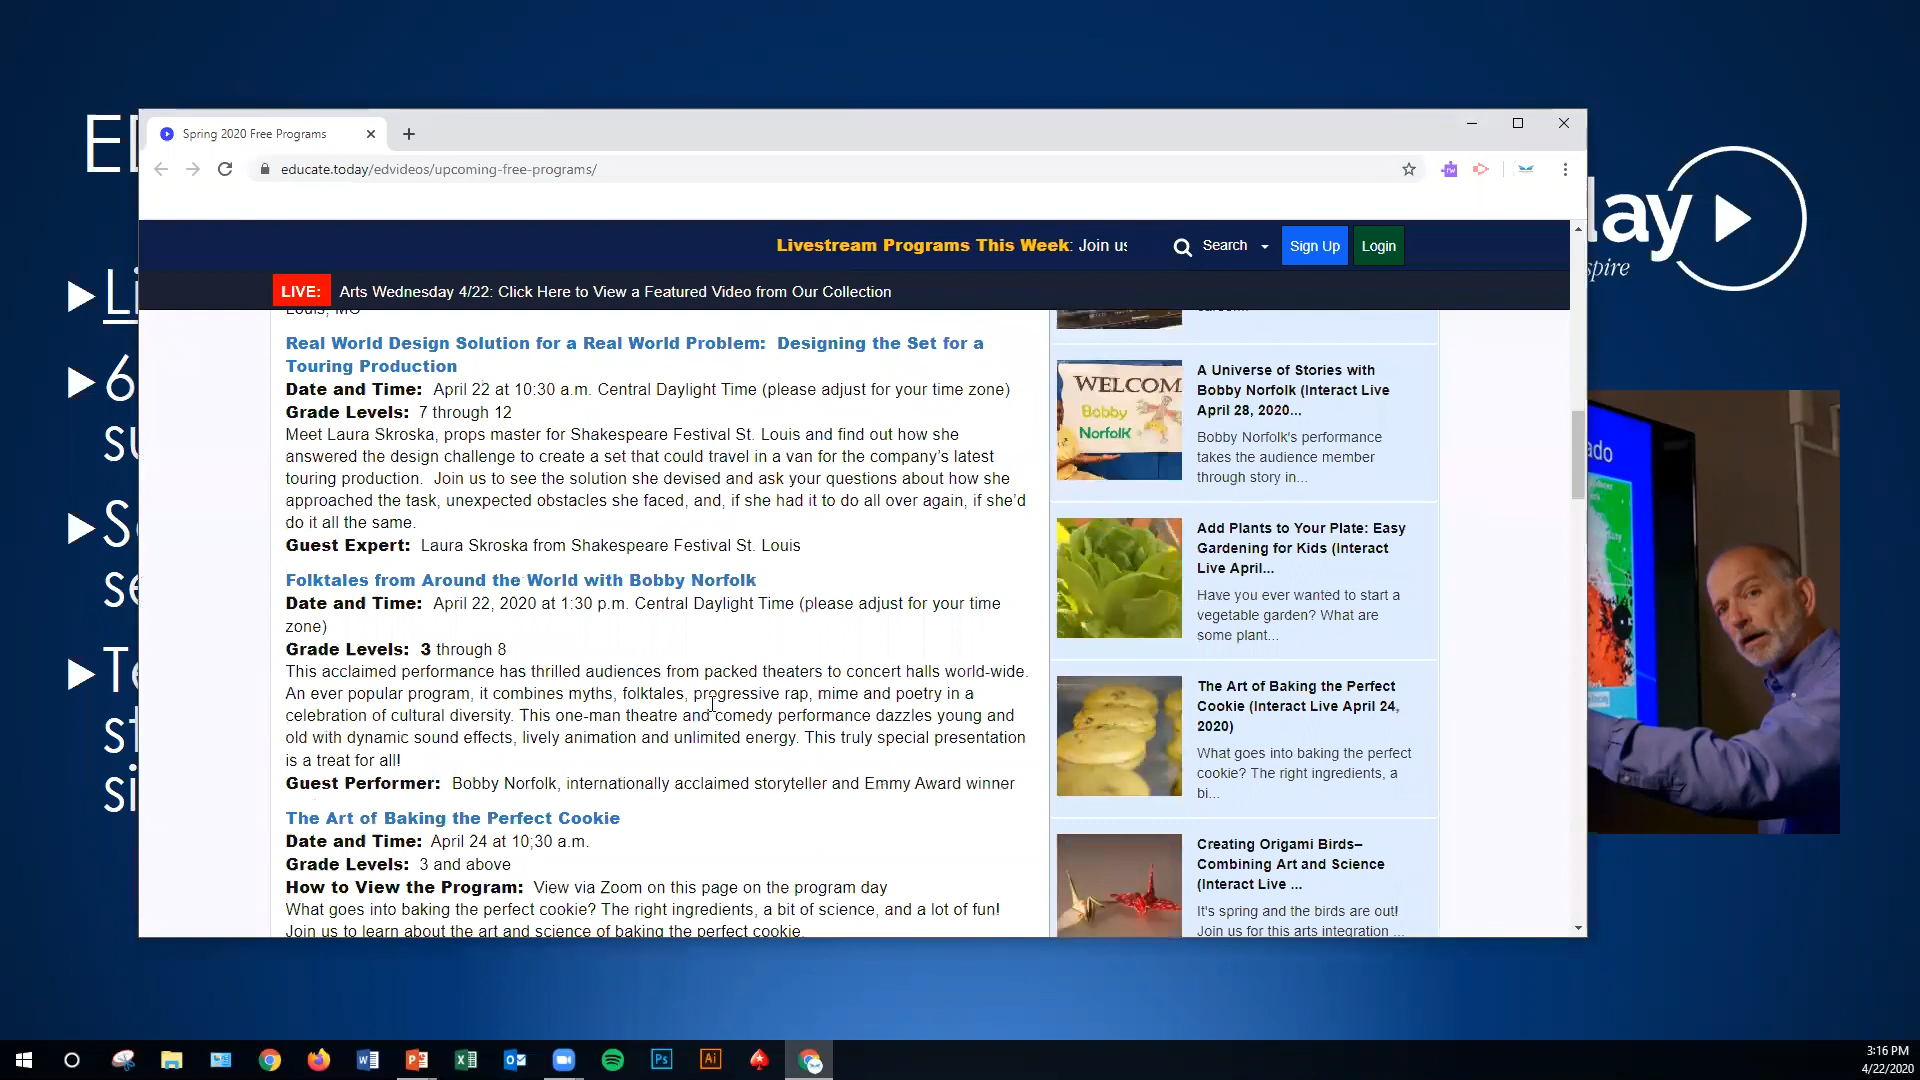 Spring 2020 Free Programs
educate.today/edvideos/upcoming-free-programs/
Livestream Programs This Week: Join us
Search
Sign Up
Login
LIVE:
Arts Wednesday 4/22: Click Here to View a Featured Video from Our Collection
Louis, MO
Real World Design Solution for a Real World Problem: Designing the Set for a
Touring Production
Date and Time: April 22 at 10:30 a.m. Central Daylight Time (please adjust for your time zone)
Grade Levels: 7 through 12
Meet Laura Skroska, props master for Shakespeare Festival St. Louis and find out how she
answered the design challenge to create a set that could travel in a van for the company's latest
touring production. Join us to see the solution she devised and ask your questions about how she
approached the task, unexpected obstacles she faced, and, if she had it to do all over again, if she'd
do it all the same.
Guest Expert: Laura Skroska from Shakespeare Festival St. Louis
Folktales from Around the World with Bobby Norfolk
Date and Time: April 22, 2020 at 1:30 p.m. Central Daylight Time (please adjust for your time
zone)
Grade Levels: 3 through 8
This acclaimed performance has thrilled audiences from packed theaters to concert halls world-wide.
An ever popular program, it combines myths, folktales, progressive rap, mime and poetry in a
celebration of cultural diversity. This one-man theatre and comedy performance dazzles young and
old with dynamic sound effects, lively animation and unlimited energy. This truly special presentation
is a treat for all!
Guest Performer: Bobby Norfolk, internationally acclaimed storyteller and Emmy Award winner
The Art of Baking the Perfect Cookie
Date and Time: April 24 at 10;30 a.m.
Grade Levels: 3 and above
How to View the Program: View via Zoom on this page on the program day
What goes into baking the perfect cookie? The right ingredients, a bit of science, and a lot of fun!
Join us to learn about the art and science of baking the perfect cookie.
WELCOM
Bobby
Norfolk
A Universe of Stories with
Bobby Norfolk (Interact Live
April 28, 2020...
Bobby Norfolk's performance
takes the audience member
through story in...
Add Plants to Your Plate: Easy
Gardening for Kids (Interact
Live April...
Have you ever wanted to start a
vegetable garden? What are
some plant...
The Art of Baking the Perfect
Cookie (Interact Live April 24,
2020)
What goes into baking the perfect
cookie? The right ingredients, a
bi...
Creating Origami Birds–
Combining Art and Science
(Interact Live ...
It's spring and the birds are out!
Join us for this arts integration ...
lay
spire
ado
6
3:16 PM
4/22/2020